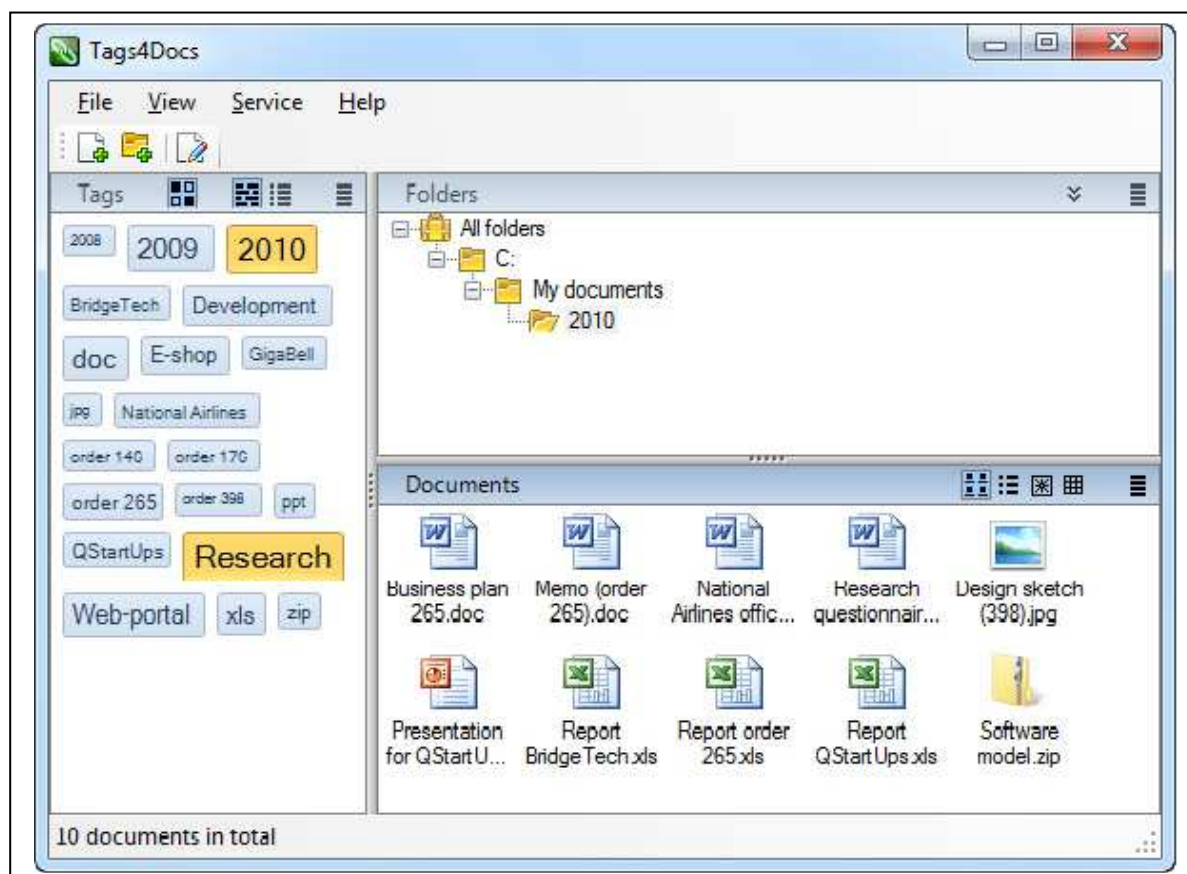 Tags4Docs
File View Service Help
Tags
2008 2009 2010
BridgeTech Development
doc E-shop GigaBell
jpg National Airlines
order 140 order 170
order 265 order 398 ppt
QStartUps Research
Web-portal xls zip
Folders
All folders
C:
My documents
2010
Documents
Business plan Memo (order National Research Design sketch
265.doc 265).doc Airlines offic... questionnair... (398).jpg
Presentation Report Report order Report Software
for QStartU... BridgeTech.xls 265.xls QStartUps.xls model.zip
10 documents in total